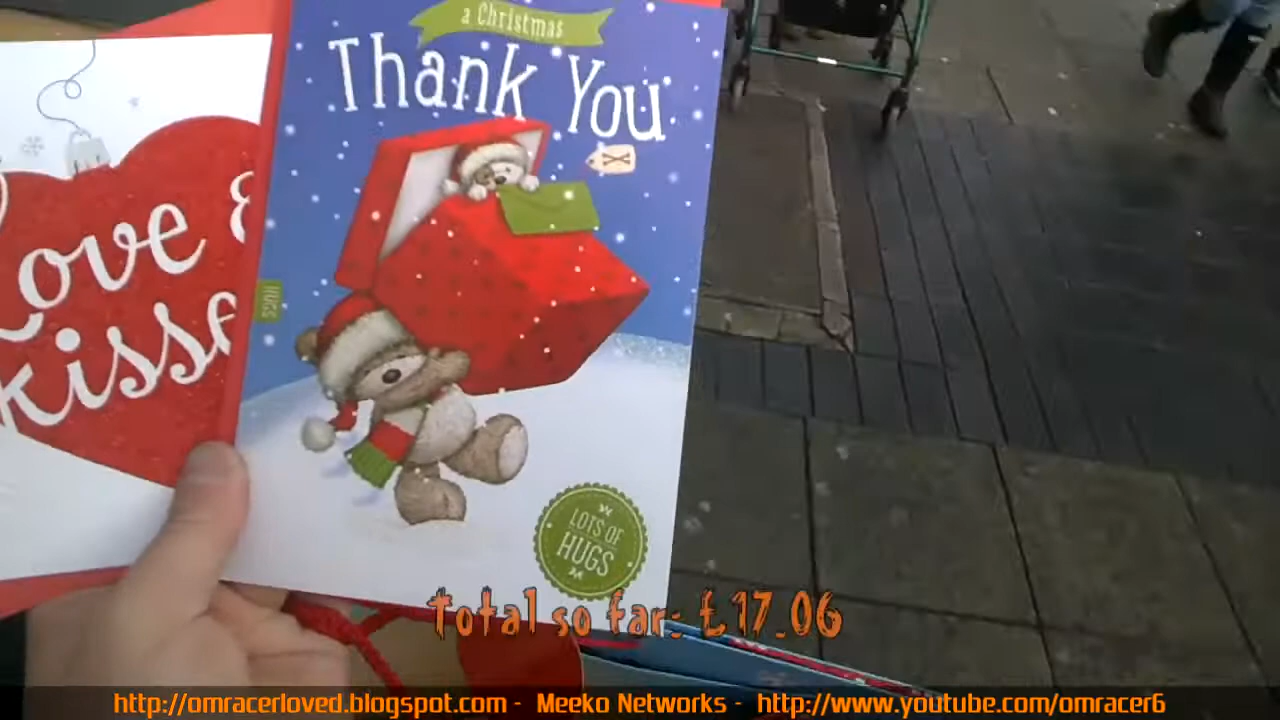 a Christmas
Thank You
Love &
kisse
HUGS
LOTS OF
HUGS
Total so far: £17.06
http://omracerloved.blogspot.com - Meeko Networks - http://www.youtube.com/omracer6